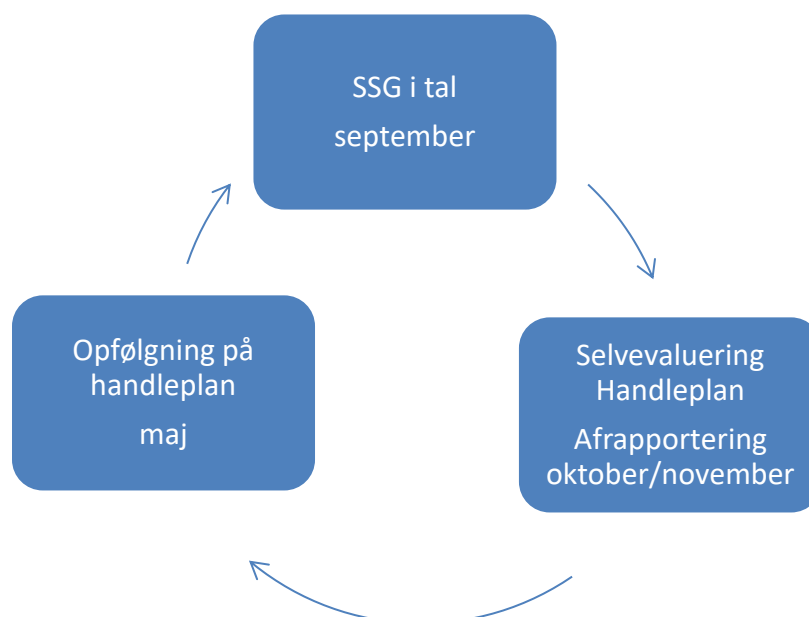 SSG i tal
september
Selvevaluering
Handleplan
Afrapportering
oktober/november
Opfølgning på
handleplan
maj